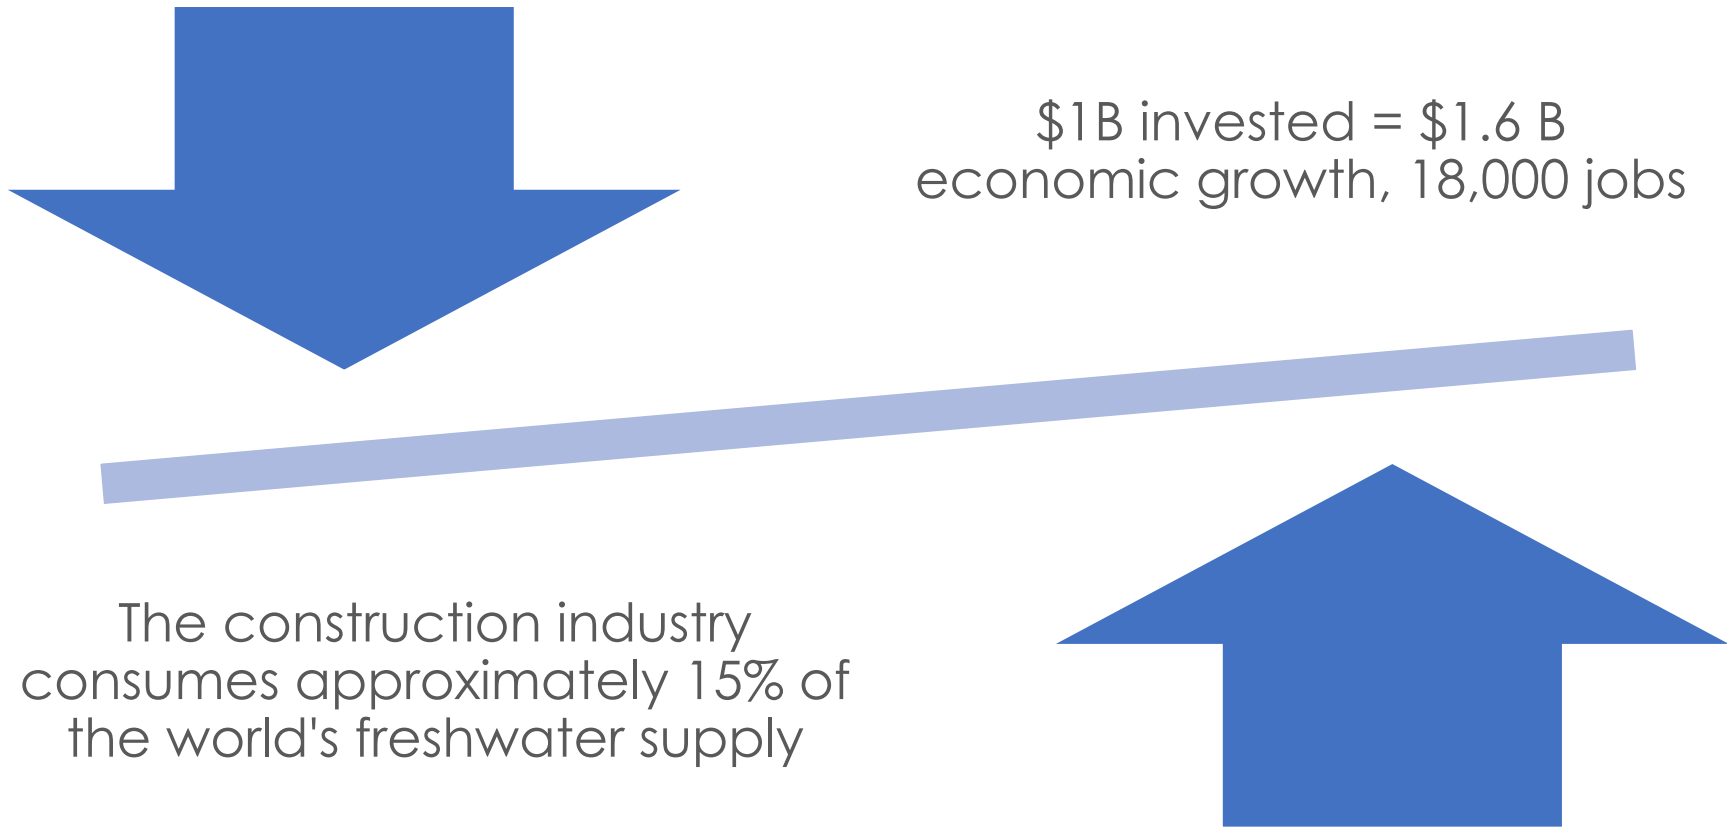 $1B invested = $1.6 B
economic growth, 18,000 jobs
The construction industry
consumes approximately 15% of
the world's freshwater supply